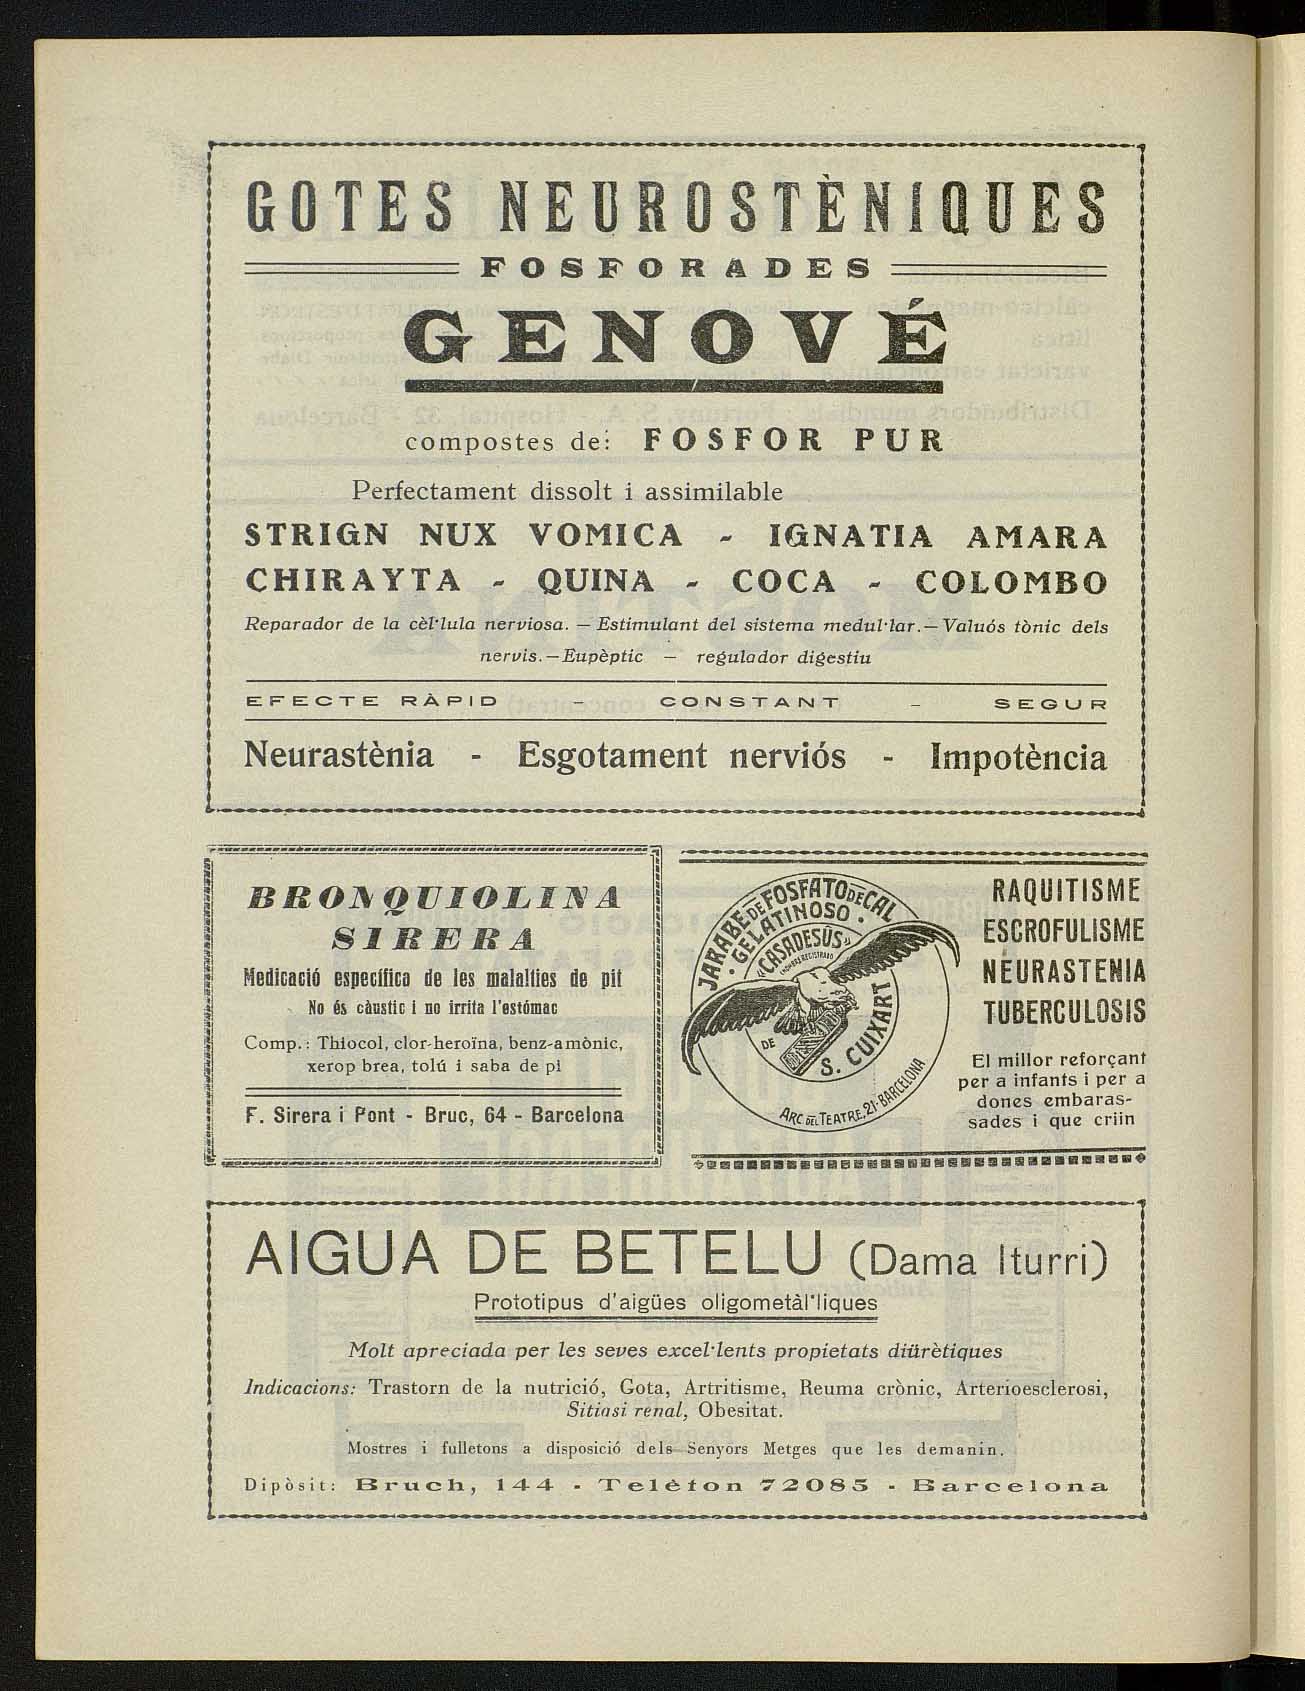 GOTES NEUROSTÈNIQUES
FOSFORADES
GENOVÉ
compostes de: FOSFOR PUR
Perfectament dissolt i assimilable
STRIGN NUX VOMICA - IGNATIA AMARA
CHIRAYTA - QUINA - COCA - COLOMBO
Reparador de la cèl·lula nerviosa. — Estimulant del sistema medul·lar. — Valuós tònic dels
nervis. — Eupèptic — regulador digestiu
EFECTE RÀPID - CONSTANT - SEGUR
Neurastènia - Esgotament nerviós - Impotència
BRONQUIOLINA
SIRERA
Medicació específica de les malalties de pit
No és càustic i no irrita l'estómac
Comp.: Thiocol, clor-heroïna, benz-amònic,
xerop brea, tolú i saba de pi
F. Sirera i Pont - Bruc, 64 - Barcelona
JARABE DE FOSFATO DE CAL
· GELATINOSO ·
"CASADESÚS"
NOMBRE REGISTRADO
DE
S. CUIXART
ARC DEL TEATRE, 21 · BARCELONA
RAQUITISME
ESCROFULISME
NEURASTENIA
TUBERCULOSIS
El millor reforçant
per a infants i per a
dones embaras-
sades i que criin
AIGUA DE BETELU (Dama Iturri)
Prototipus d'aigües oligometàl·liques
Molt apreciada per les seves excel·lents propietats diürètiques
Indicacions: Trastorn de la nutrició, Gota, Artritisme, Reuma crònic, Arterioesclerosi,
Sitiasi renal, Obesitat.
Mostres i fulletons a disposició dels Senyors Metges que les demanin.
Dipòsit: Bruch, 144 - Telèfon 72085 - Barcelona